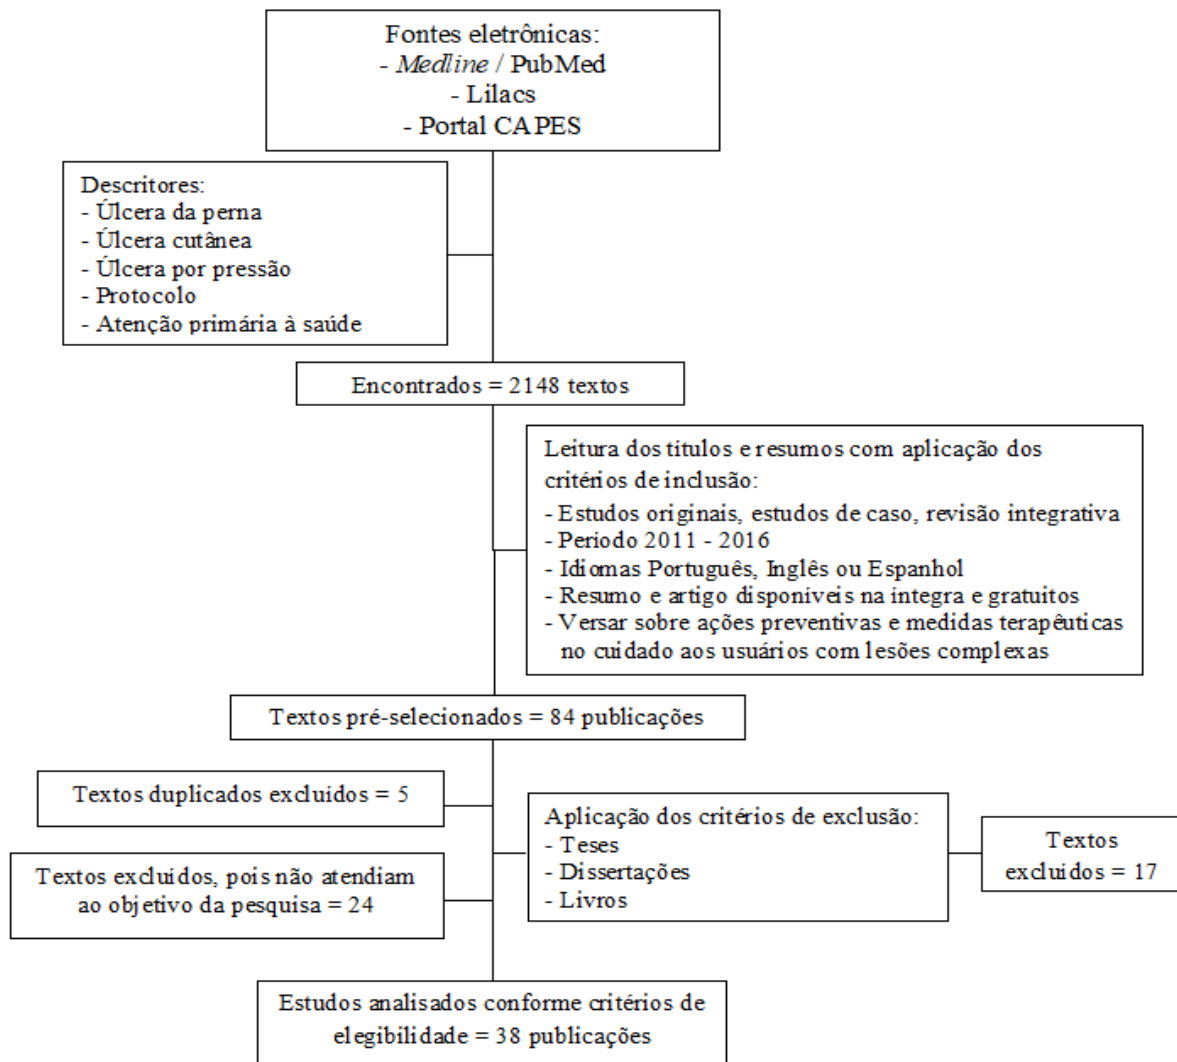 Fontes eletrônicas:
- Medline / PubMed
- Lilacs
- Portal CAPES
Descritores:
- Úlcera da perna
- Úlcera cutânea
- Úlcera por pressão
- Protocolo
- Atenção primária à saúde
Encontrados = 2148 textos
Leitura dos títulos e resumos com aplicação dos
critérios de inclusão:
- Estudos originais, estudos de caso, revisão integrativa
- Período 2011 - 2016
- Idiomas Português, Inglês ou Espanhol
- Resumo e artigo disponíveis na integra e gratuitos
- Versar sobre ações preventivas e medidas terapêuticas
no cuidado aos usuários com lesões complexas
Textos pré-selecionados = 84 publicações
Textos duplicados excluídos = 5
Aplicação dos critérios de exclusão:
- Teses
- Dissertações
- Livros
Textos
excluídos = 17
Textos excluídos, pois não atendiam
ao objetivo da pesquisa = 24
Estudos analisados conforme critérios de
elegibilidade = 38 publicações